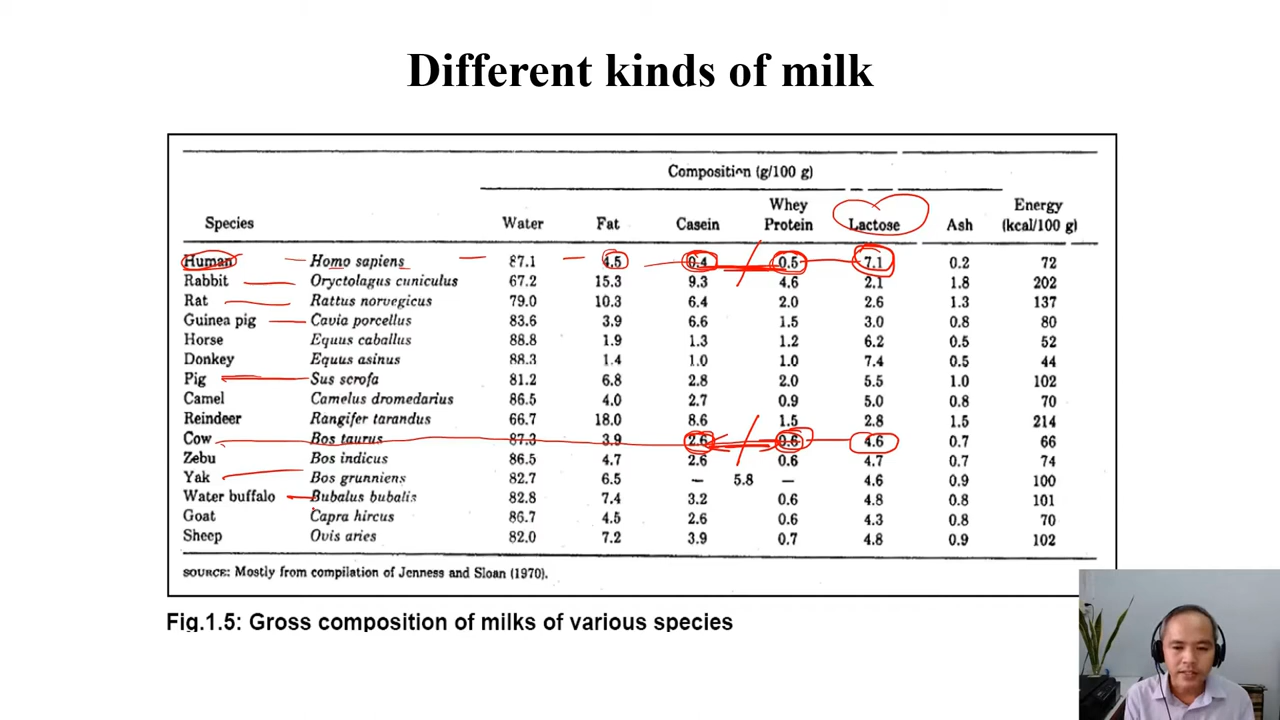 Different kinds of milk
Composition (g/100 g)
Species Water Fat Casein Whey Protein Lactose Ash Energy (kcal/100 g)
Human Homo sapiens 87.1 4.5 0.4 0.5 7.1 0.2 72
Rabbit Oryctolagus cuniculus 67.2 15.3 9.3 4.6 2.1 1.8 202
Rat Rattus norvegicus 79.0 10.3 6.4 2.0 2.6 1.3 137
Guinea pig Cavia porcellus 83.6 3.9 6.6 1.5 3.0 0.8 80
Horse Equus caballus 88.8 1.9 1.3 1.2 6.2 0.5 52
Donkey Equus asinus 88.3 1.4 1.0 1.0 7.4 0.5 44
Pig Sus scrofa 81.2 6.8 2.8 2.0 5.5 1.0 102
Camel Camelus dromedarius 86.5 4.0 2.7 0.9 5.0 0.8 70
Reindeer Rangifer tarandus 66.7 18.0 8.6 1.5 2.8 1.5 214
Cow Bos taurus 87.3 3.9 2.6 0.6 4.6 0.7 66
Zebu Bos indicus 86.5 4.7 2.6 0.6 4.7 0.7 74
Yak Bos grunniens 82.7 6.5 – 5.8 – 4.6 0.9 100
Water buffalo Bubalus bubalis 82.8 7.4 3.2 0.6 4.8 0.8 101
Goat Capra hircus 86.7 4.5 2.6 0.6 4.3 0.8 70
Sheep Ovis aries 82.0 7.2 3.9 0.7 4.8 0.9 102
SOURCE: Mostly from compilation of Jenness and Sloan (1970).
Fig.1.5: Gross composition of milks of various species